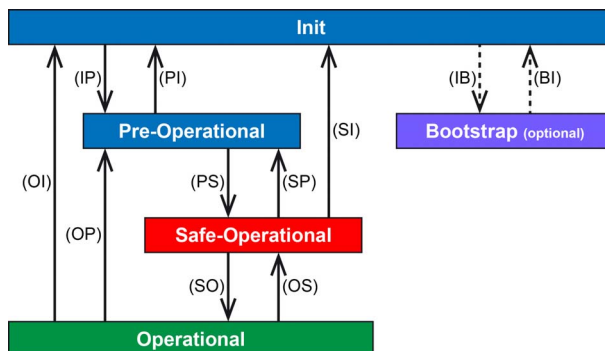 Init
(IP)
(PI)
(IB)
(BI)
Pre-Operational
(SI)
Bootstrap (optional)
(OI)
(PS)
(SP)
(OP)
Safe-Operational
(SO)
(OS)
Operational